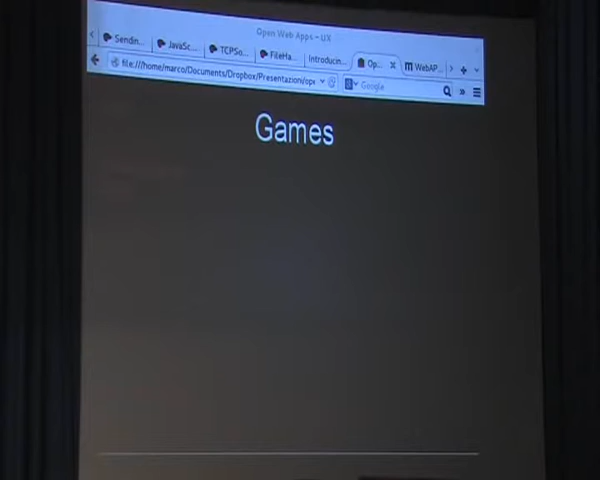 Open Web Apps - UX
Sendin... JavaSc... TCPSo... FileHa... Introducin... Op... WebAP...
file:///home/marco/Documents/Dropbox/Presentazioni/ope
Google
Games